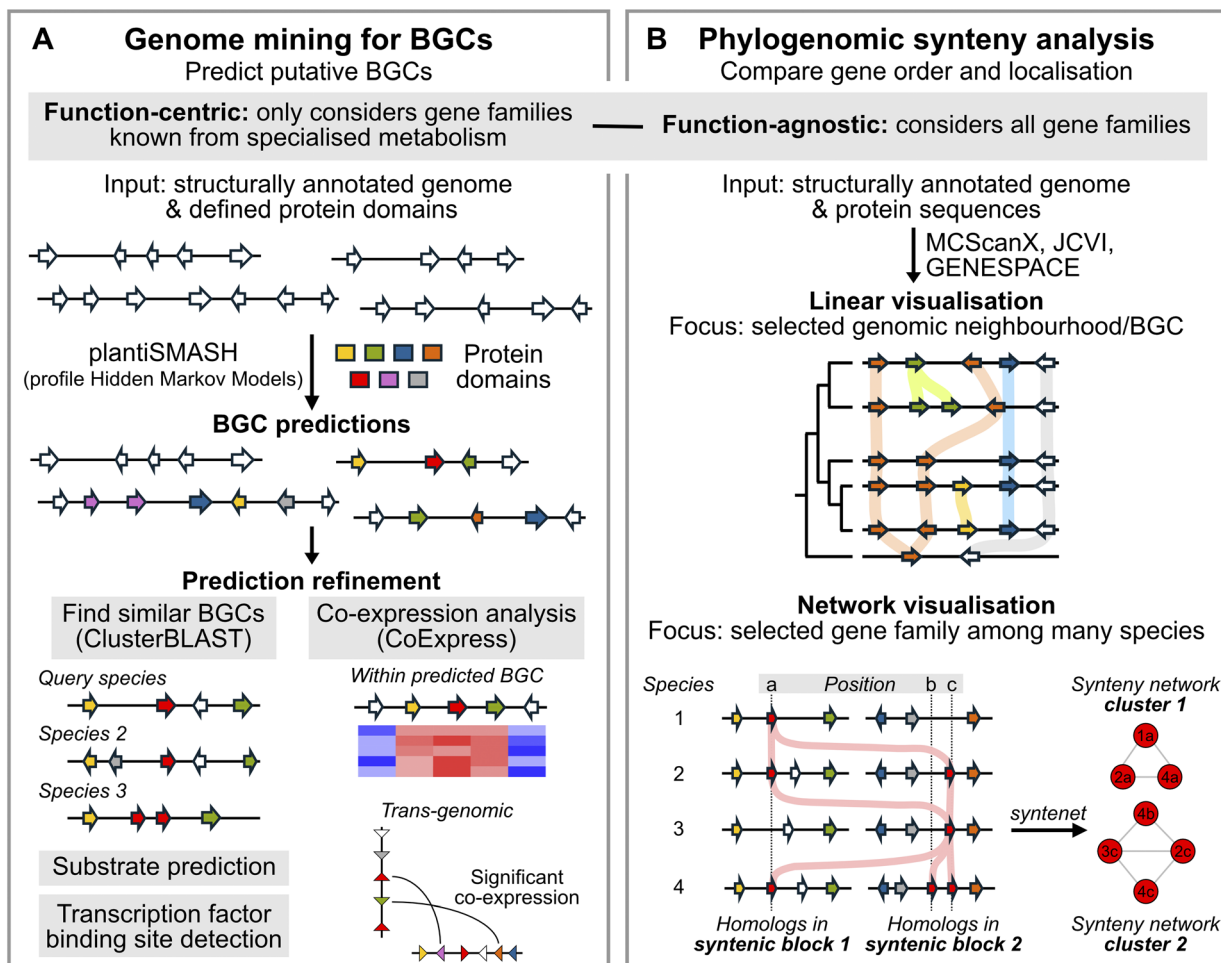 A Genome mining for BGCs
Predict putative BGCs
Function-centric: only considers gene families
known from specialised metabolism
Input: structurally annotated genome
& defined protein domains
plantiSMASH
(profile Hidden Markov Models)
Protein
domains
BGC predictions
Prediction refinement
Find similar BGCs
(ClusterBLAST)
Query species
Species 2
Species 3
Substrate prediction
Transcription factor
binding site detection
Co-expression analysis
(CoExpress)
Within predicted BGC
Trans-genomic
Significant
co-expression
B Phylogenomic synteny analysis
Compare gene order and localisation
Function-agnostic: considers all gene families
Input: structurally annotated genome
& protein sequences
MCScanX, JCVI,
GENESPACE
Linear visualisation
Focus: selected genomic neighbourhood/BGC
Network visualisation
Focus: selected gene family among many species
Species a Position b c
1
2
3
4
Homologs in
syntenic block 1
Homologs in
syntenic block 2
syntenet
Synteny network
cluster 1
1a
2a 4a
4b
3c 2c
4c
Synteny network
cluster 2